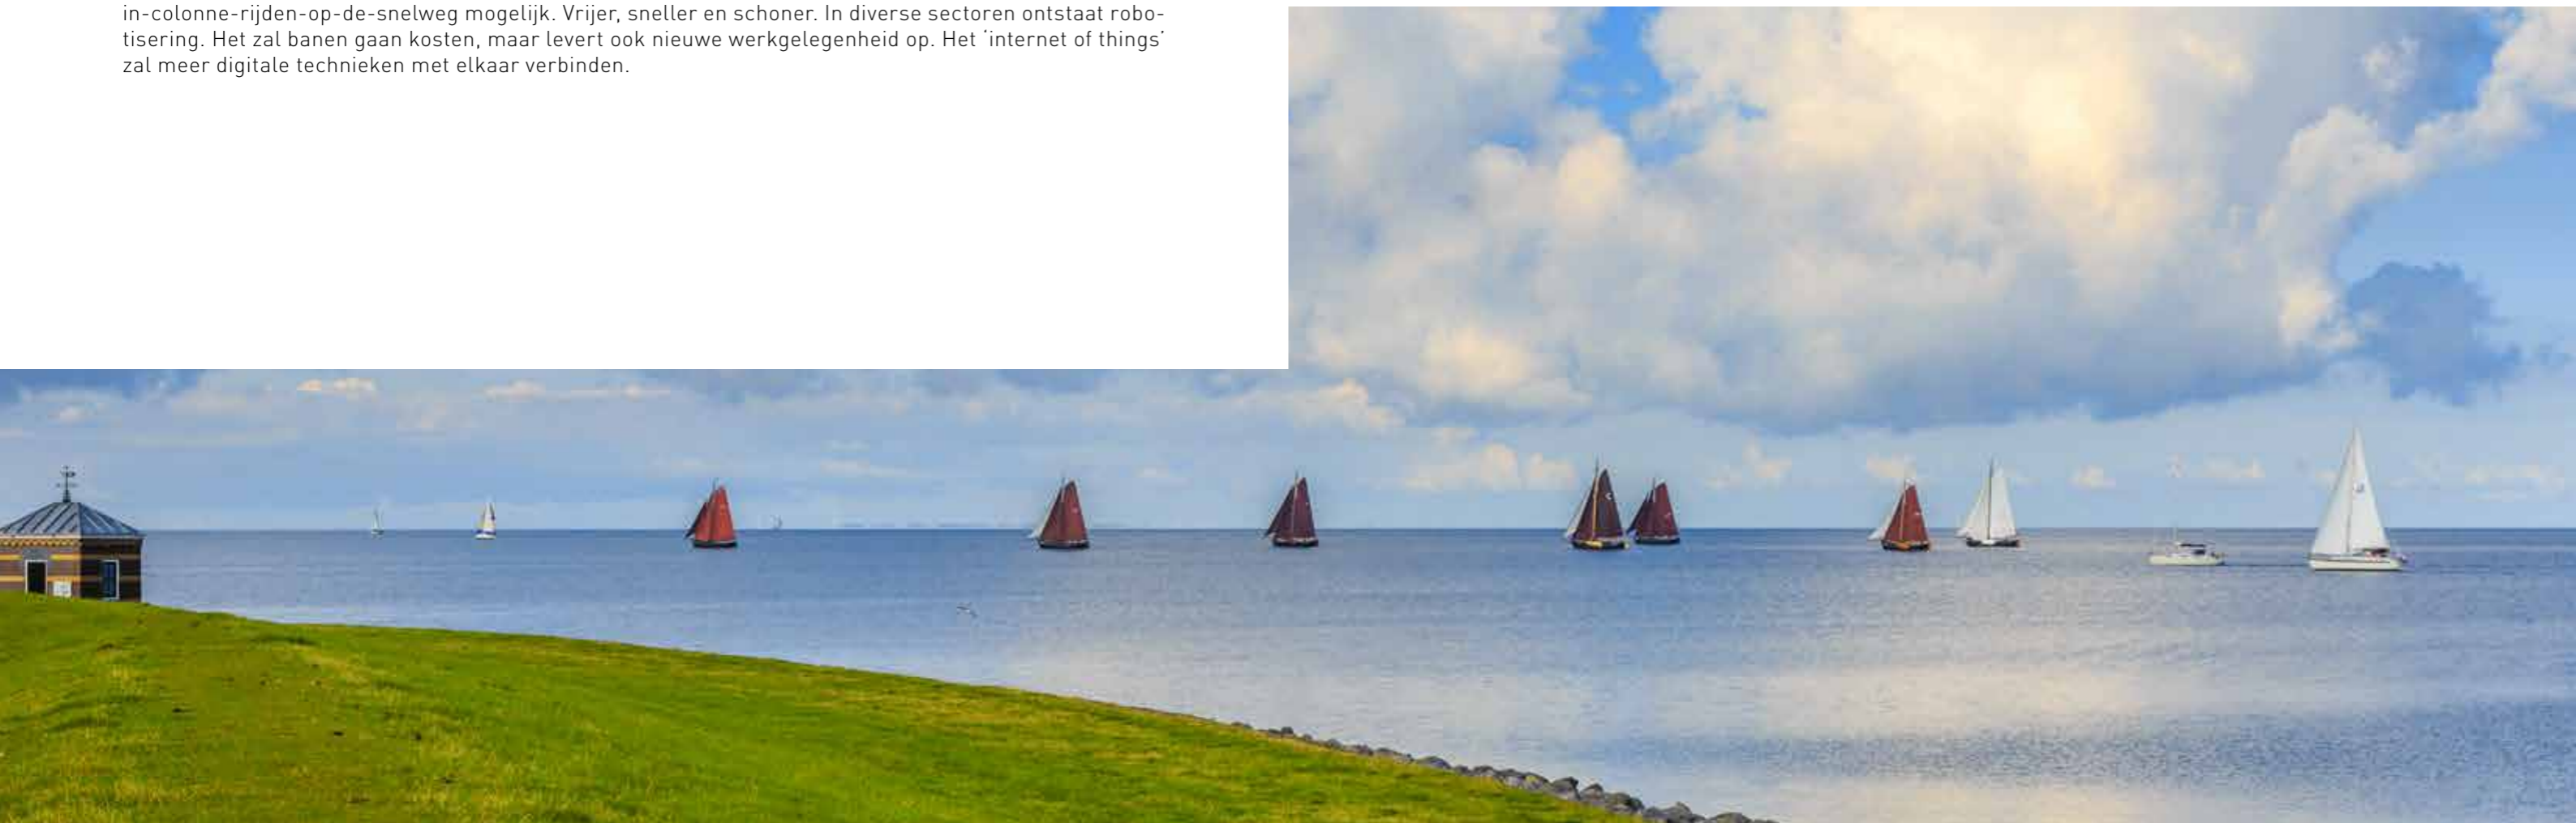 in-colonne-rijden-op-de-snelweg mogelijk. Vrijer, sneller en schoner. In diverse sectoren ontstaat robo-
tisering. Het zal banen gaan kosten, maar levert ook nieuwe werkgelegenheid op. Het ‘internet of things’
zal meer digitale technieken met elkaar verbinden.